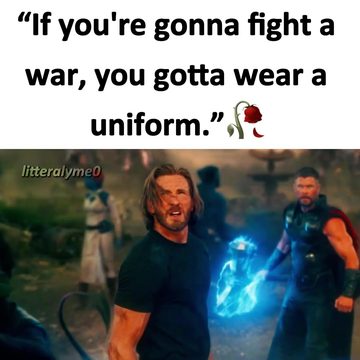 “If you're gonna fight a
war, you gotta wear a
uniform.”🥀
litteralyme0